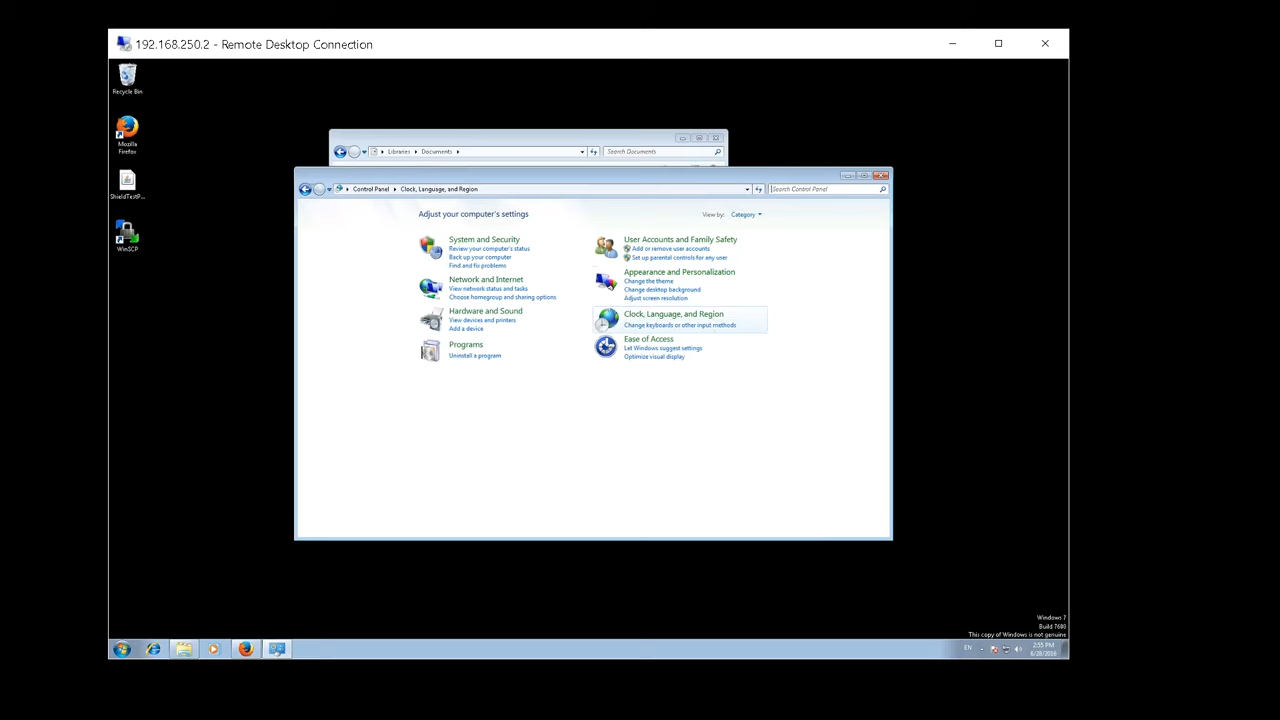 192.168.250.2 - Remote Desktop Connection
Recycle Bin
Mozilla
Firefox
ShieldTestP...
WinSCP
Libraries
Documents
Search Documents
Control Panel
Clock, Language, and Region
Search Control Panel
Adjust your computer's settings
View by:
Category
System and Security
Review your computer's status
Back up your computer
Find and fix problems
Network and Internet
View network status and tasks
Choose homegroup and sharing options
Hardware and Sound
View devices and printers
Add a device
Programs
Uninstall a program
User Accounts and Family Safety
Add or remove user accounts
Set up parental controls for any user
Appearance and Personalization
Change the theme
Change desktop background
Adjust screen resolution
Clock, Language, and Region
Change keyboards or other input methods
Ease of Access
Let Windows suggest settings
Optimize visual display
Windows 7
Build 7600
This copy of Windows is not genuine
EN
2:55 PM
6/28/2016